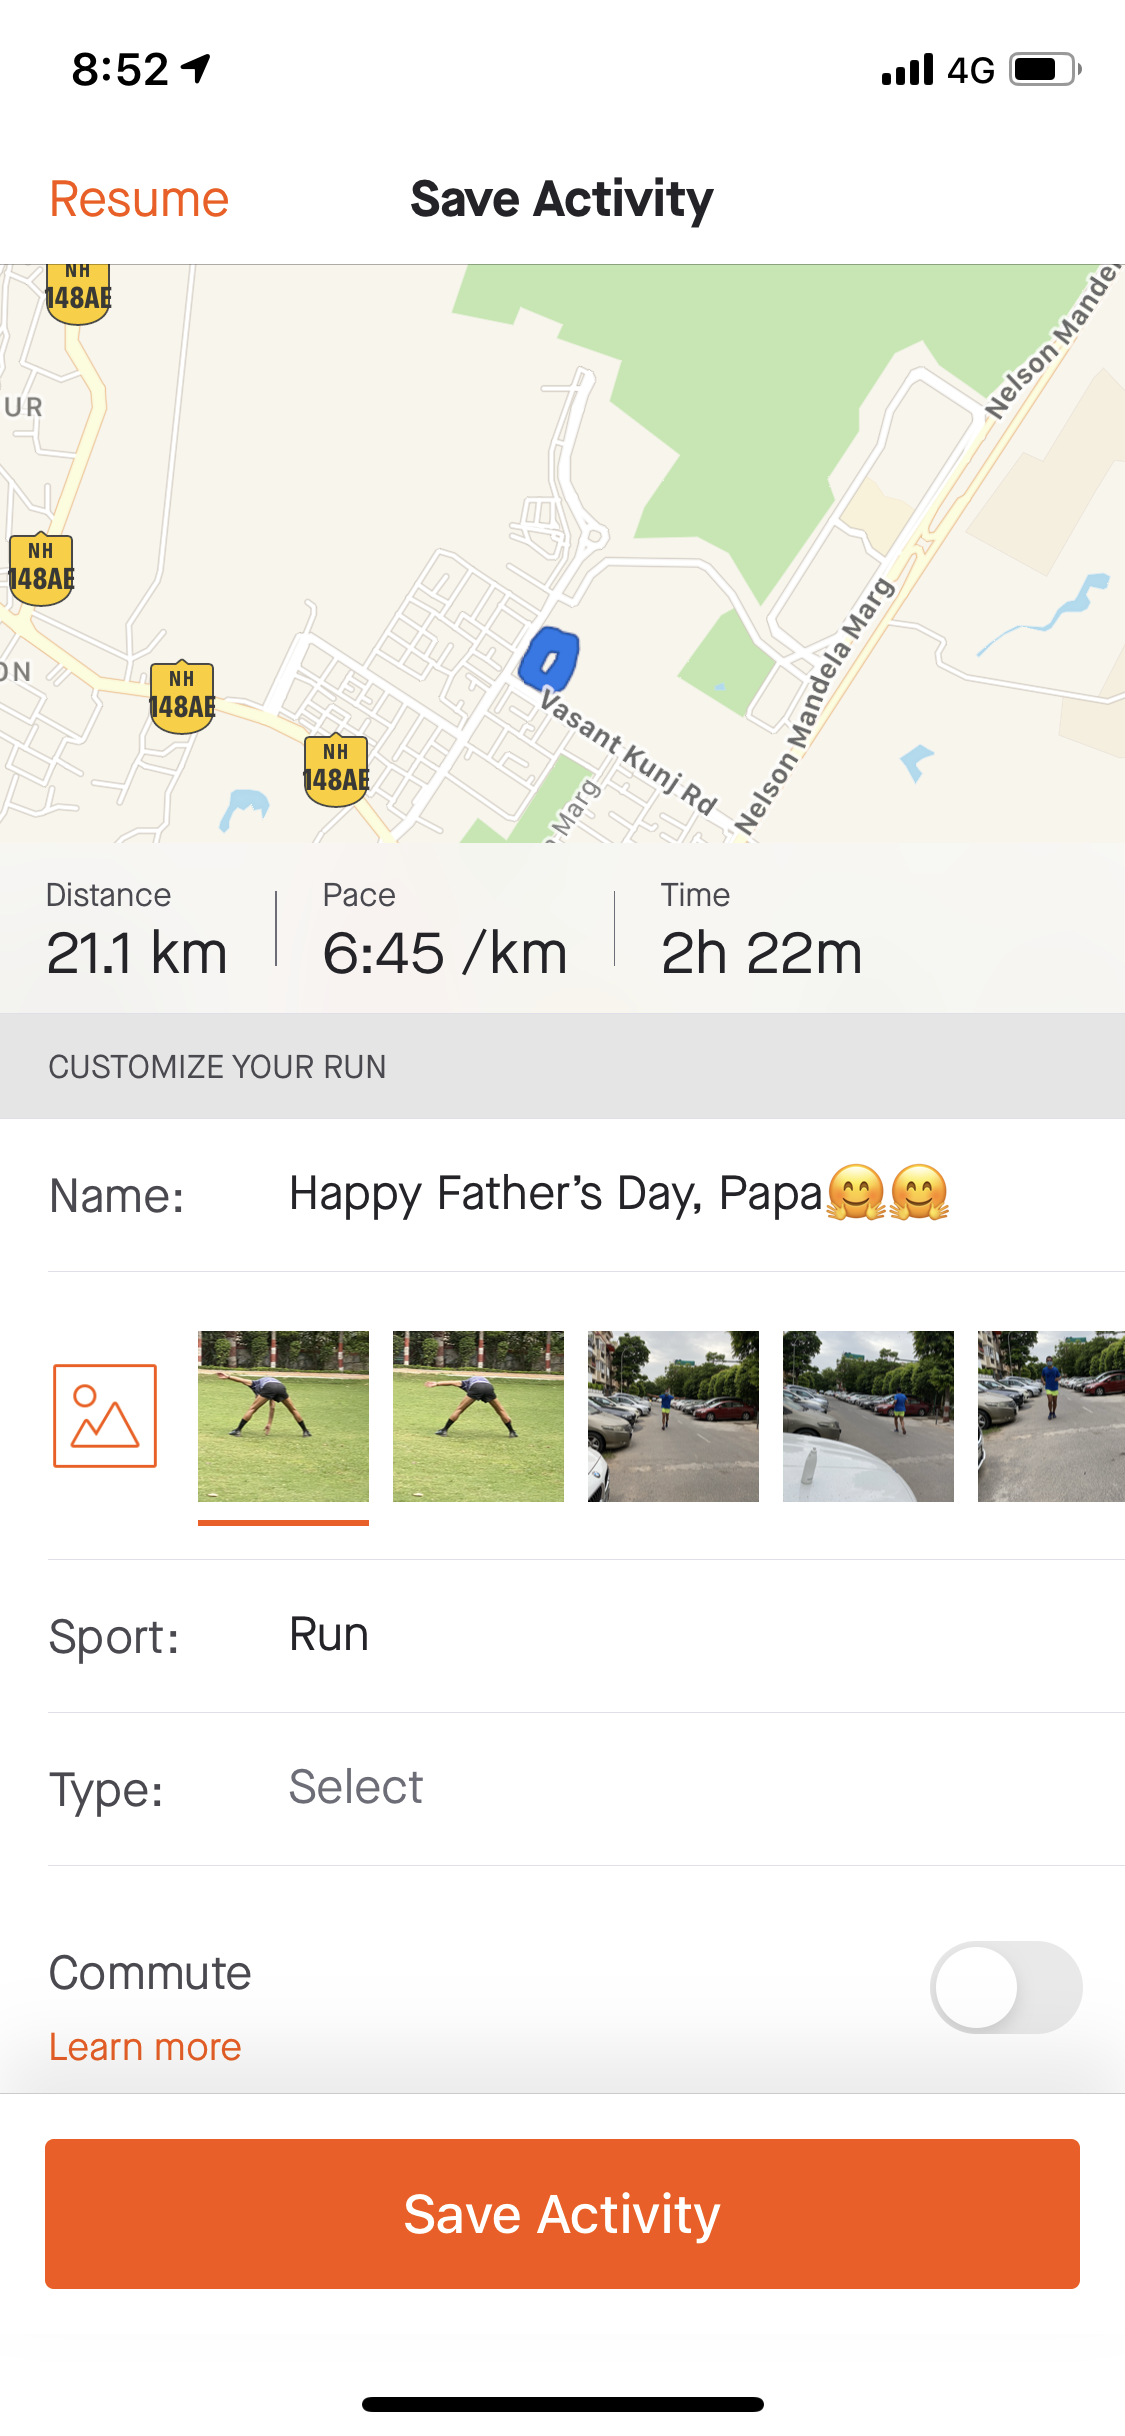 8:52
4G
Resume
Save Activity
NH
148AE
UR
NH
148AE
ON
NH
148AE
NH
148AE
Nelson Mandel
Nelson Mandela Marg
Vasant Kunj Rd
Marg
Distance
Pace
Time
21.1 km
6:45 /km
2h 22m
CUSTOMIZE YOUR RUN
Name:
Happy Father’s Day, Papa🤗🤗
Sport:
Run
Type:
Select
Commute
Learn more
Save Activity